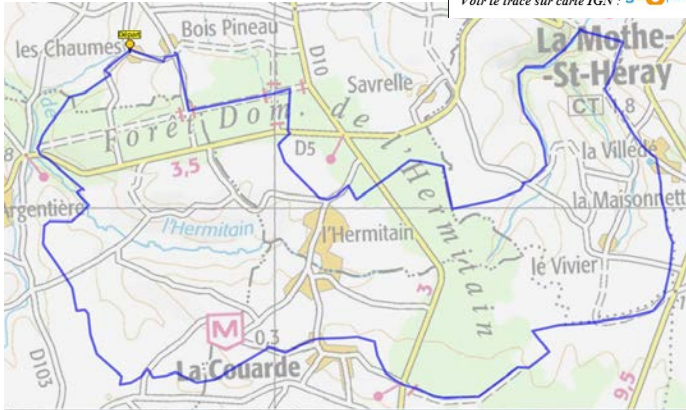 Voir le tracé sur carte IGN :
Départ
les Chaumes
Bois Pineau
D10
La Mothe-
-St-Héray
Savrelle
CT 1,8
Forêt Dom. de l'Hermitain
D5
la Villedé
3,5
la Maisonnett
Argentière
l'Hermitain
l'Hermitain
le Vivier
3
M
0,3
D103
La Couarde
9,5